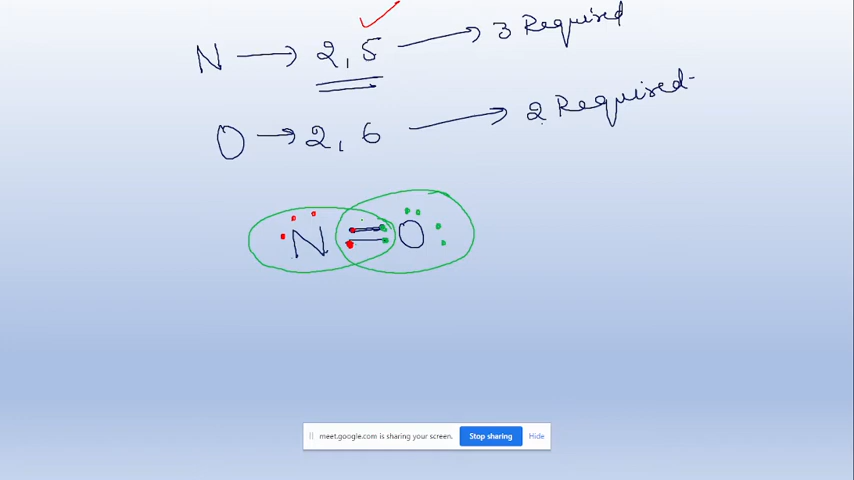 N → 2, 5 → 3 Required
O → 2, 6 → 2 Required
N = O
meet.google.com is sharing your screen. Stop sharing Hide